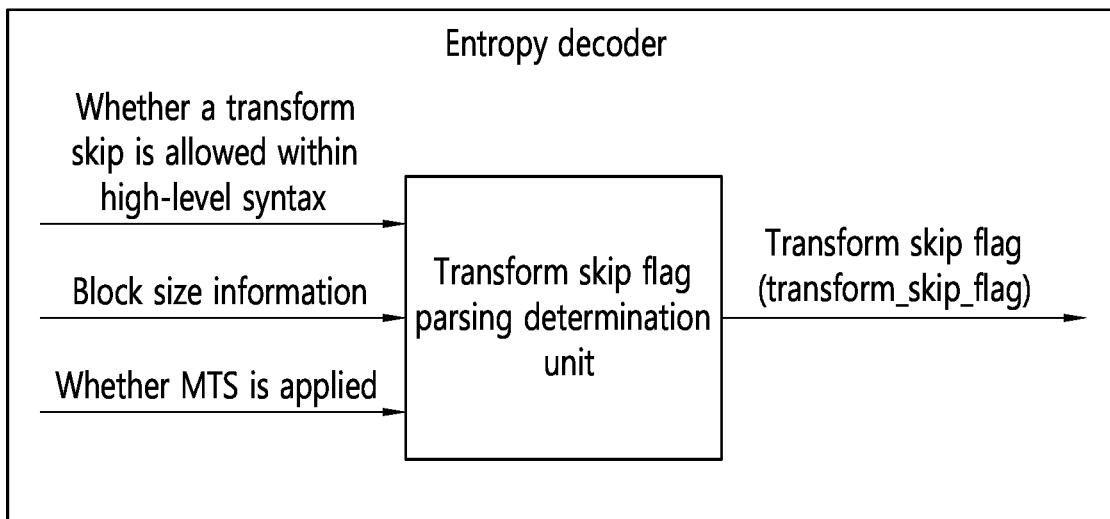 Entropy decoder
Whether a transform
skip is allowed within
high-level syntax
Block size information
Whether MTS is applied
Transform skip flag
parsing determination
unit
Transform skip flag
(transform_skip_flag)